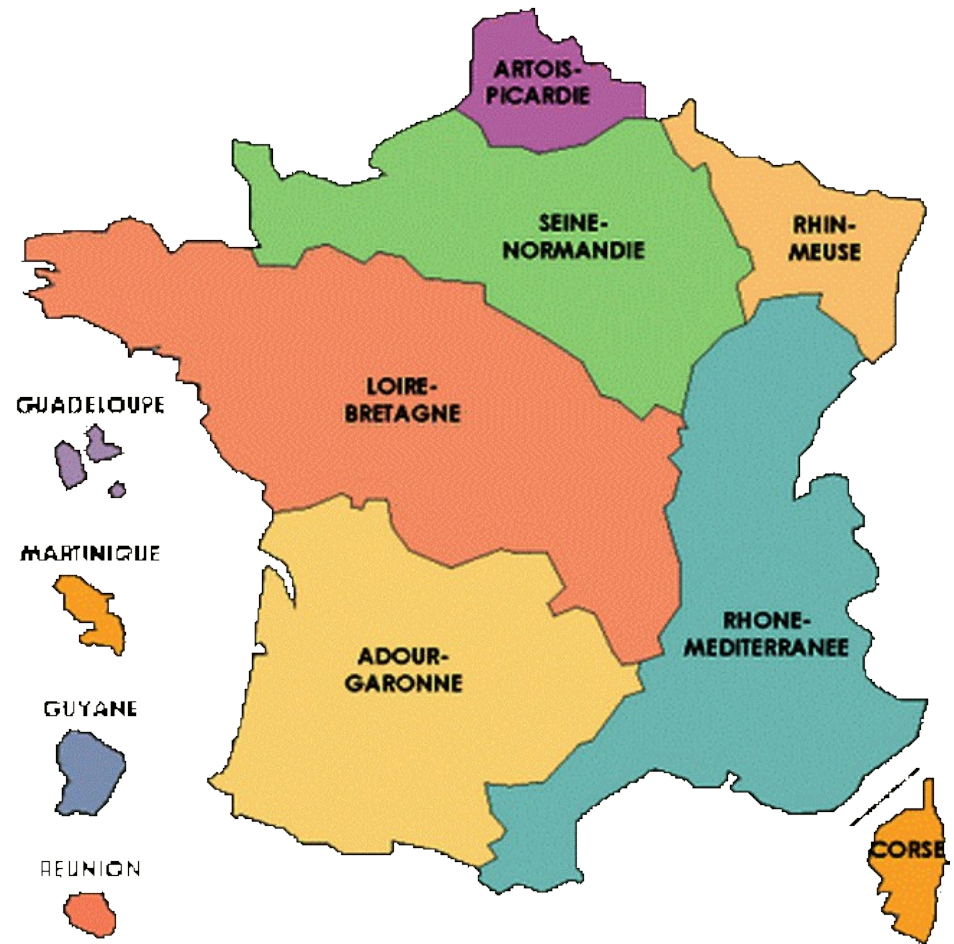 ARTOIS-
PICARDIE
SEINE-
NORMANDIE
RHIN-
MEUSE
LOIRE-
BRETAGNE
GUADELOUPE
MARTINIQUE
ADOUR-
GARONNE
RHONE-
MEDITERRANEE
GUYANE
CORSE
REUNION